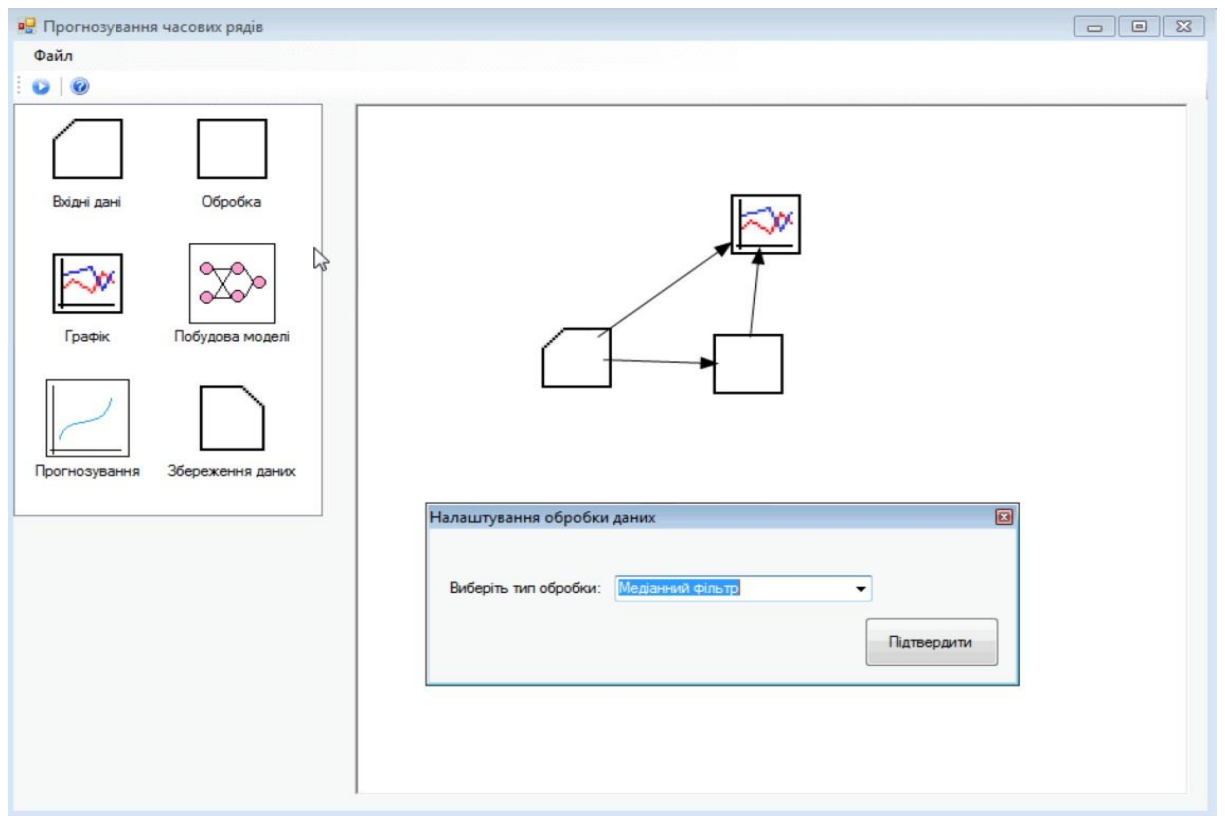 Прогнозування часових рядів
Файл
Вхідні дані
Обробка
Графік
Побудова моделі
Прогнозування
Збереження даних
Налаштування обробки даних
Виберіть тип обробки:
Медіанний фільтр
Підтвердити